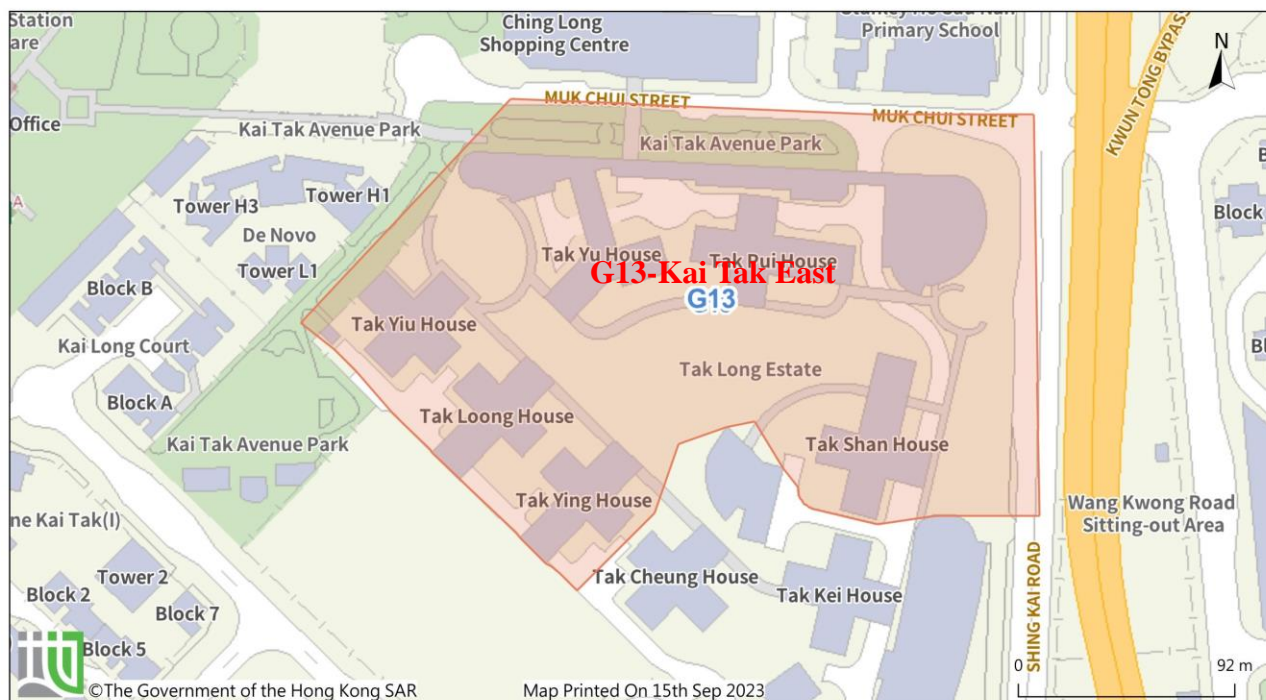 Station
are
Ching Long
Shopping Centre
Primary School
N
MUK CHUI STREET
MUK CHUI STREET
KWUN TONG BYPASS
Office
Kai Tak Avenue Park
Kai Tak Avenue Park
A
Tower H3
Tower H1
De Novo
Tower L1
B
Block
Tak Yu House
Tak Rui House
G13-Kai Tak East
G13
Block B
Kai Long Court
Block A
Tak Yiu House
Bl
Tak Long Estate
Tak Loong House
Kai Tak Avenue Park
Tak Shan House
Tak Ying House
Wang Kwong Road
Sitting-out Area
ne Kai Tak(I)
Tower 2
Block 2
Block 7
Block 5
Tak Cheung House
Tak Kei House
SHING KAI ROAD
0 92 m
©The Government of the Hong Kong SAR
Map Printed On 15th Sep 2023